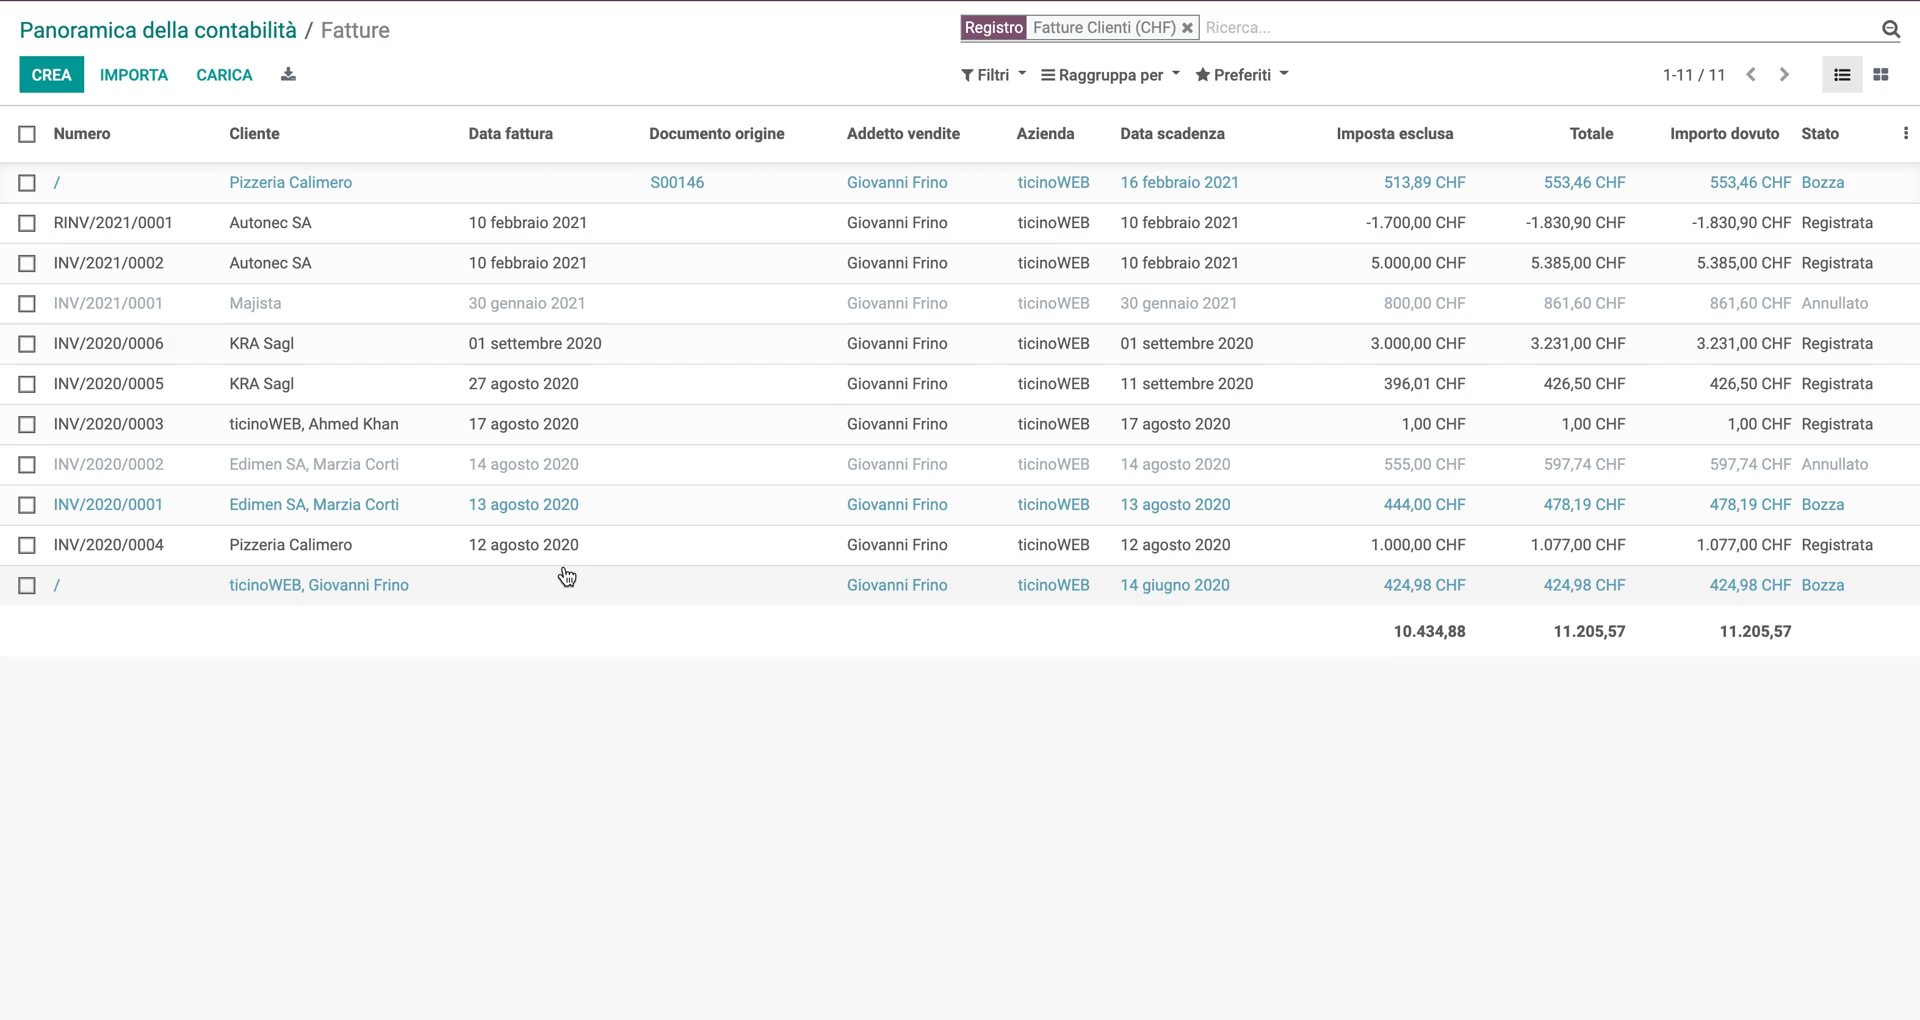 Panoramica della contabilità / Fatture
Registro Fatture Clienti (CHF) Ricerca...
CREA IMPORTA CARICA
Filtri Raggruppa per Preferiti 1-11 / 11
Numero Cliente Data fattura Documento origine Addetto vendite Azienda Data scadenza Imposta esclusa Totale Importo dovuto Stato
/ Pizzeria Calimero S00146 Giovanni Frino ticinoWEB 16 febbraio 2021 513,89 CHF 553,46 CHF 553,46 CHF Bozza
RINV/2021/0001 Autonec SA 10 febbraio 2021 Giovanni Frino ticinoWEB 10 febbraio 2021 -1.700,00 CHF -1.830,90 CHF -1.830,90 CHF Registrata
INV/2021/0002 Autonec SA 10 febbraio 2021 Giovanni Frino ticinoWEB 10 febbraio 2021 5.000,00 CHF 5.385,00 CHF 5.385,00 CHF Registrata
INV/2021/0001 Majista 30 gennaio 2021 Giovanni Frino ticinoWEB 30 gennaio 2021 800,00 CHF 861,60 CHF 861,60 CHF Annullato
INV/2020/0006 KRA Sagl 01 settembre 2020 Giovanni Frino ticinoWEB 01 settembre 2020 3.000,00 CHF 3.231,00 CHF 3.231,00 CHF Registrata
INV/2020/0005 KRA Sagl 27 agosto 2020 Giovanni Frino ticinoWEB 11 settembre 2020 396,01 CHF 426,50 CHF 426,50 CHF Registrata
INV/2020/0003 ticinoWEB, Ahmed Khan 17 agosto 2020 Giovanni Frino ticinoWEB 17 agosto 2020 1,00 CHF 1,00 CHF 1,00 CHF Registrata
INV/2020/0002 Edimen SA, Marzia Corti 14 agosto 2020 Giovanni Frino ticinoWEB 14 agosto 2020 555,00 CHF 597,74 CHF 597,74 CHF Annullato
INV/2020/0001 Edimen SA, Marzia Corti 13 agosto 2020 Giovanni Frino ticinoWEB 13 agosto 2020 444,00 CHF 478,19 CHF 478,19 CHF Bozza
INV/2020/0004 Pizzeria Calimero 12 agosto 2020 Giovanni Frino ticinoWEB 12 agosto 2020 1.000,00 CHF 1.077,00 CHF 1.077,00 CHF Registrata
/ ticinoWEB, Giovanni Frino Giovanni Frino ticinoWEB 14 giugno 2020 424,98 CHF 424,98 CHF 424,98 CHF Bozza
10.434,88 11.205,57 11.205,57